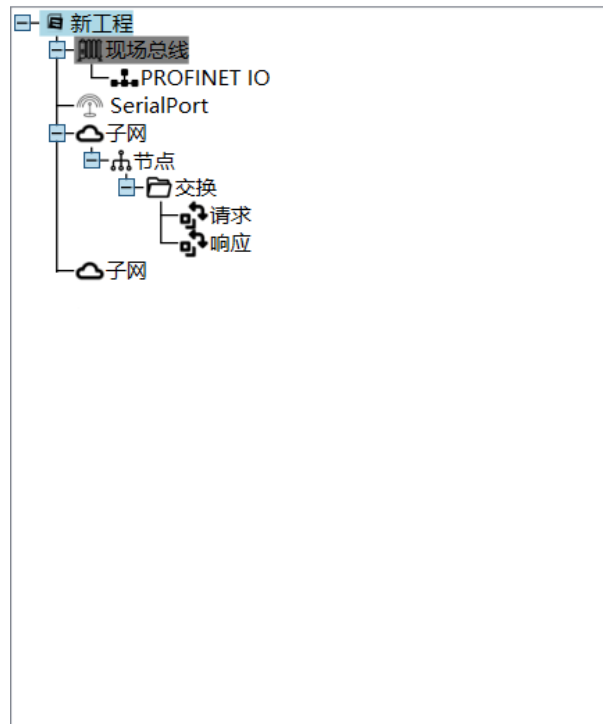 新工程
现场总线
PROFINET IO
SerialPort
子网
节点
交换
请求
响应
子网